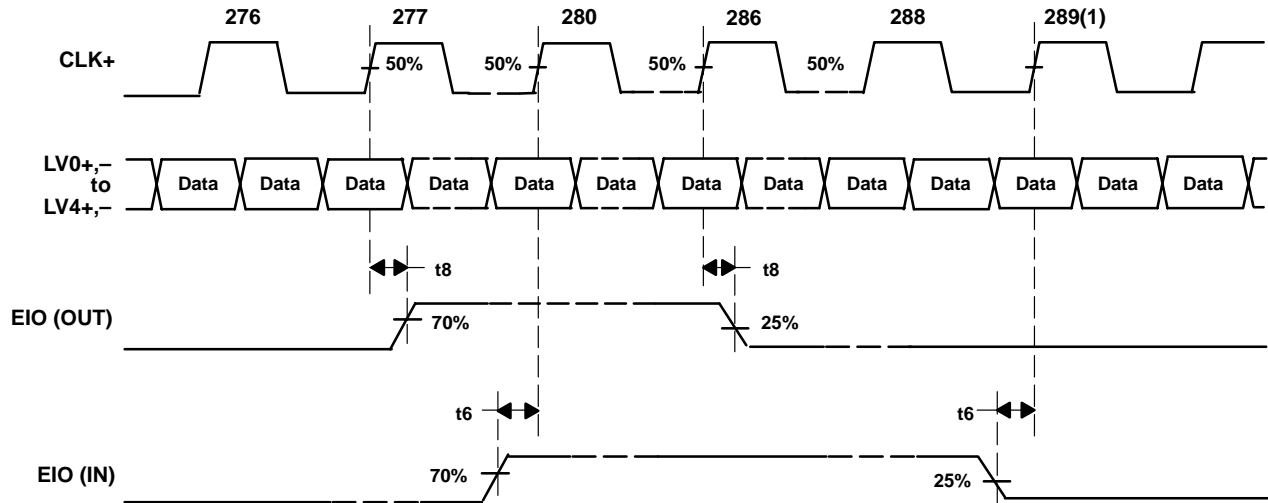 276 277 280 286 288 289(1)
CLK+ 50% 50% 50% 50%
LV0+,–
to Data Data Data Data Data Data Data Data Data Data Data Data Data
LV4+,–
t8 t8
EIO (OUT) 70% 25%
t6 t6
EIO (IN) 70% 25%